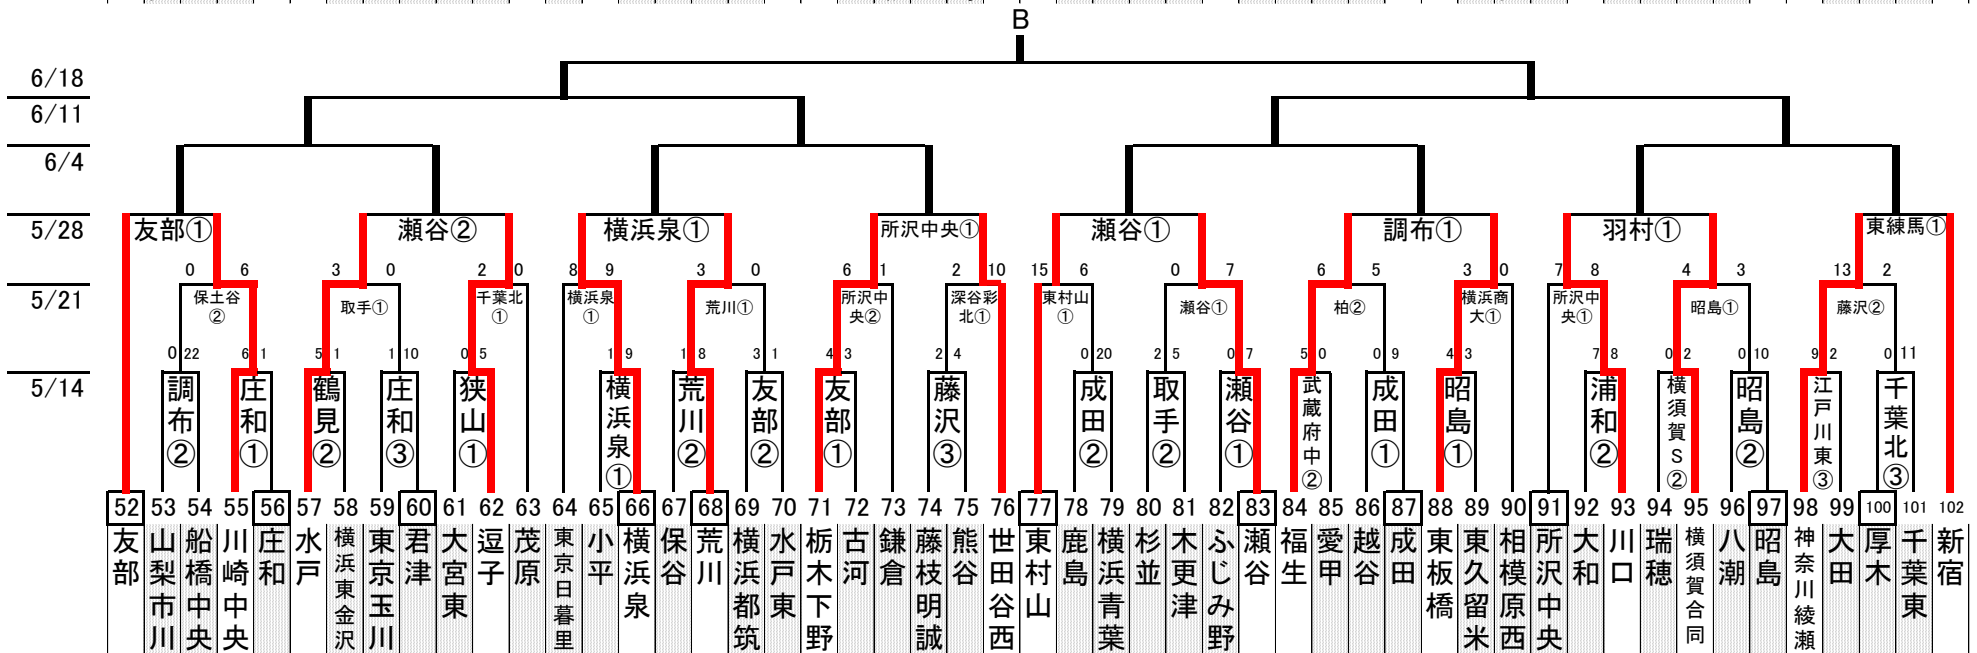 B
6/18
6/11
6/4
5/28
友部① 瀬谷② 横浜泉① 所沢中央① 瀬谷① 調布① 羽村① 東練馬①
0 6 3 0 2 0 8 9 3 0 6 1 2 10 15 6 0 7 6 5 3 0 7 8 4 3 13 2
5/21
保土谷② 取手① 千葉北① 横浜泉① 荒川① 所沢中央② 深谷彩北① 東村山① 瀬谷① 柏② 横浜商大① 所沢中央① 昭島① 藤沢②
0 22 6 1 5 1 1 10 0 5 1 9 1 8 3 1 4 3 2 4 0 20 2 5 0 7 5 0 0 9 4 3 7 8 0 2 0 10 9 2 0 11
5/14
調布② 庄和① 鶴見② 庄和③ 狭山① 横浜泉① 荒川② 友部② 友部① 藤沢③ 成田② 取手② 瀬谷① 武蔵府中② 成田① 昭島① 浦和② 横須賀S② 昭島② 江戸川東③ 千葉北③
52 53 54 55 56 57 58 59 60 61 62 63 64 65 66 67 68 69 70 71 72 73 74 75 76 77 78 79 80 81 82 83 84 85 86 87 88 89 90 91 92 93 94 95 96 97 98 99 100 101 102
友部
山梨市川
船橋中央
川崎中央
庄和
水戸
横浜東金沢
東京玉川
君津
大宮東
逗子
茂原
東京日暮里
小平
横浜泉
保谷
荒川
横浜都筑
水戸東
栃木下野
古河
鎌倉
藤枝明誠
熊谷
世田谷西
東村山
鹿島
横浜青葉
杉並
木更津
ふじみ野
瀬谷
福生
愛甲
越谷
成田
東板橋
東久留米
相模原西
所沢中央
大和
川口
瑞穂
横須賀合同
八潮
昭島
神奈川綾瀬
大田
厚木
千葉東
新宿